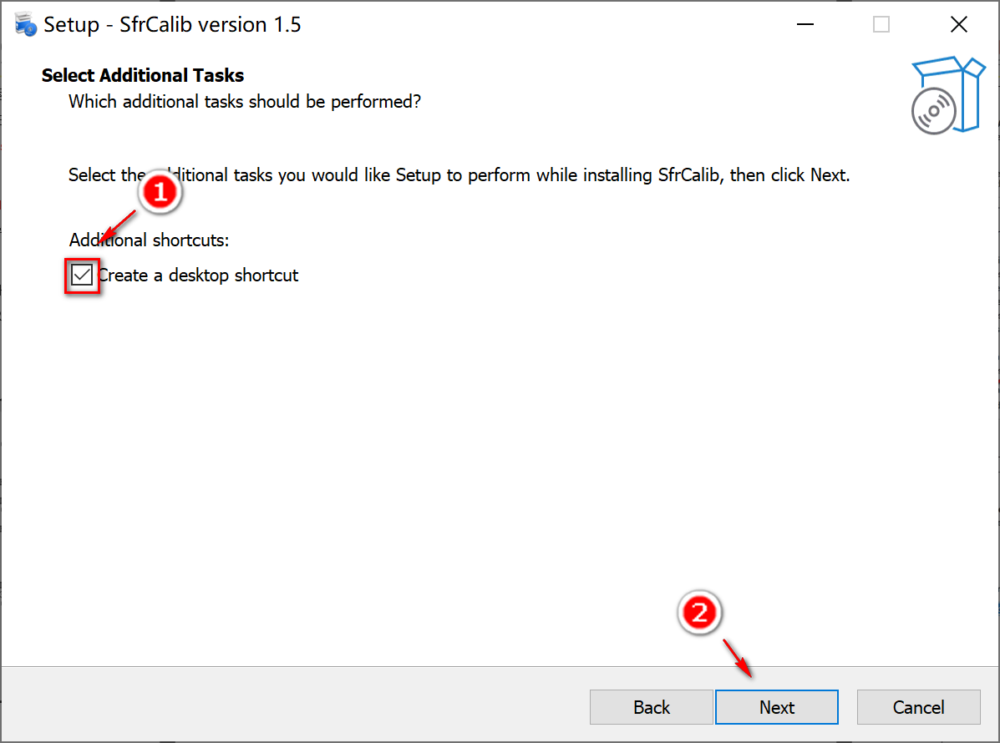 Setup - SfrCalib version 1.5
Select Additional Tasks
Which additional tasks should be performed?
Select the additional tasks you would like Setup to perform while installing SfrCalib, then click Next.
1
Additional shortcuts:
Create a desktop shortcut
2
Back Next Cancel